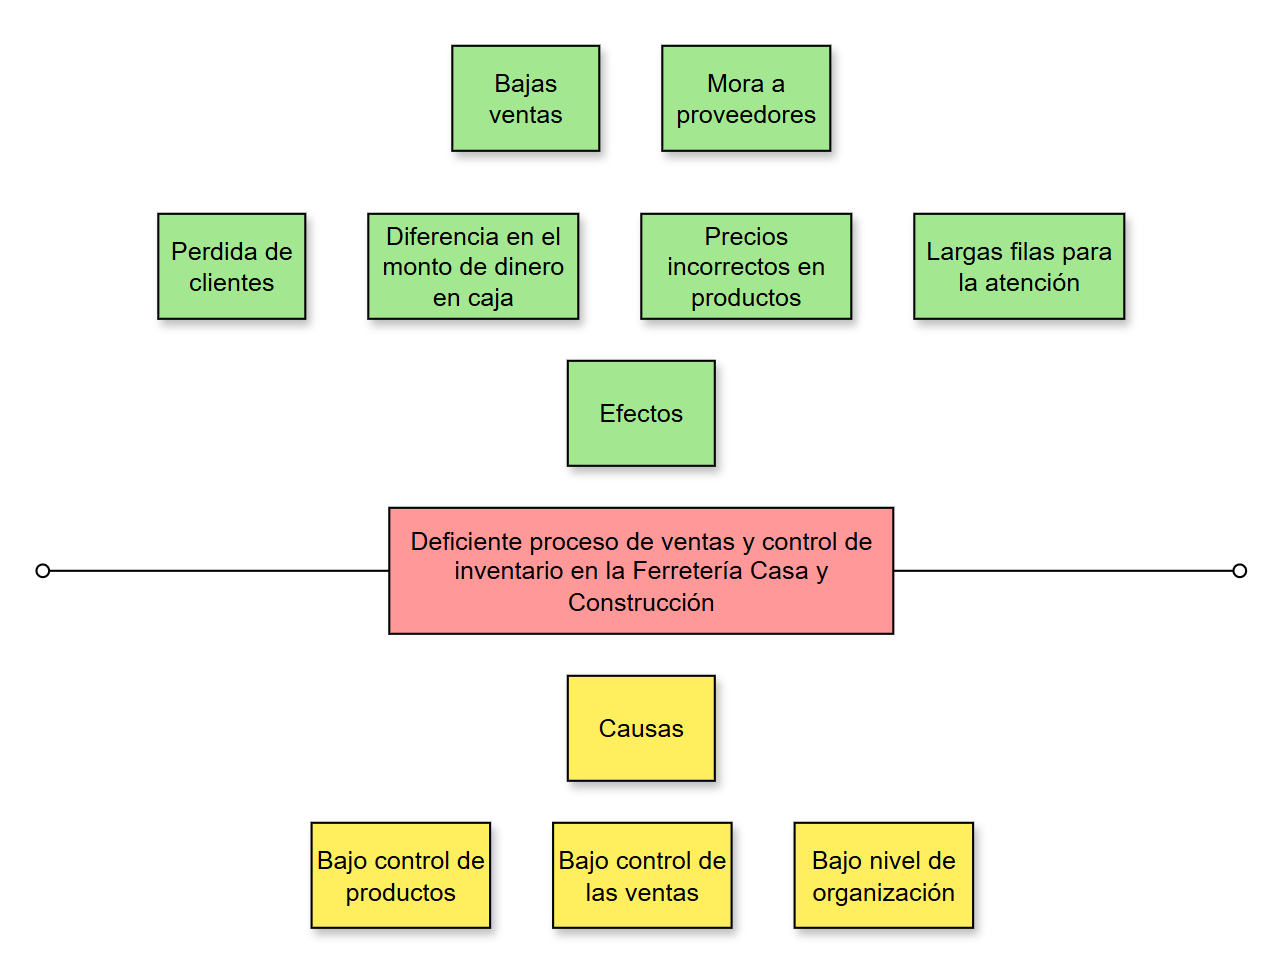 Bajas
ventas
Mora a
proveedores
Perdida de
clientes
Diferencia en el
monto de dinero
en caja
Precios
incorrectos en
productos
Largas filas para
la atención
Efectos
Deficiente proceso de ventas y control de
inventario en la Ferretería Casa y
Construcción
Causas
Bajo control de
productos
Bajo control de
las ventas
Bajo nivel de
organización